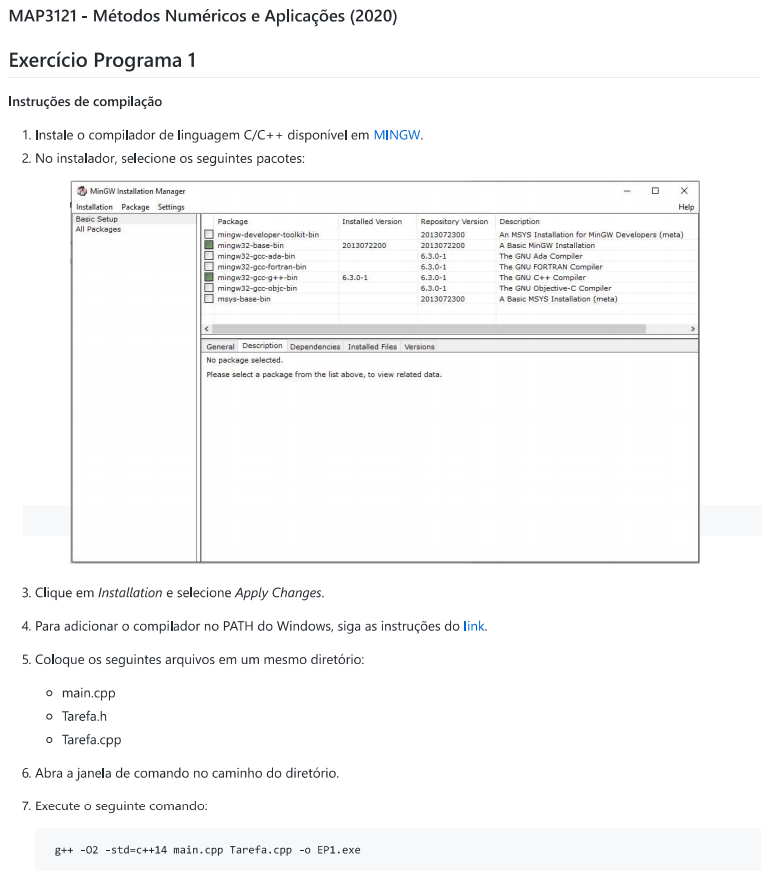 MAP3121 - Métodos Numéricos e Aplicações (2020)
Exercício Programa 1
Instruções de compilação
1. Instale o compilador de linguagem C/C++ disponível em MINGW.
2. No instalador, selecione os seguintes pacotes:
MinGW Installation Manager
Installation Package Settings Help
Basic Setup
All Packages
Package Installed Version Repository Version Description
mingw-developer-toolkit-bin 2013072300 An MSYS Installation for MinGW Developers (meta)
mingw32-base-bin 2013072200 2013072200 A Basic MinGW Installation
mingw32-gcc-ada-bin 6.3.0-1 The GNU Ada Compiler
mingw32-gcc-fortran-bin 6.3.0-1 The GNU FORTRAN Compiler
mingw32-gcc-g++-bin 6.3.0-1 6.3.0-1 The GNU C++ Compiler
mingw32-gcc-objc-bin 6.3.0-1 The GNU Objective-C Compiler
msys-base-bin 2013072300 A Basic MSYS Installation (meta)
General Description Dependencies Installed Files Versions
No package selected.
Please select a package from the list above, to view related data.
3. Clique em Installation e selecione Apply Changes.
4. Para adicionar o compilador no PATH do Windows, siga as instruções do link.
5. Coloque os seguintes arquivos em um mesmo diretório:
main.cpp
Tarefa.h
Tarefa.cpp
6. Abra a janela de comando no caminho do diretório.
7. Execute o seguinte comando:
g++ -O2 -std=c++14 main.cpp Tarefa.cpp -o EP1.exe